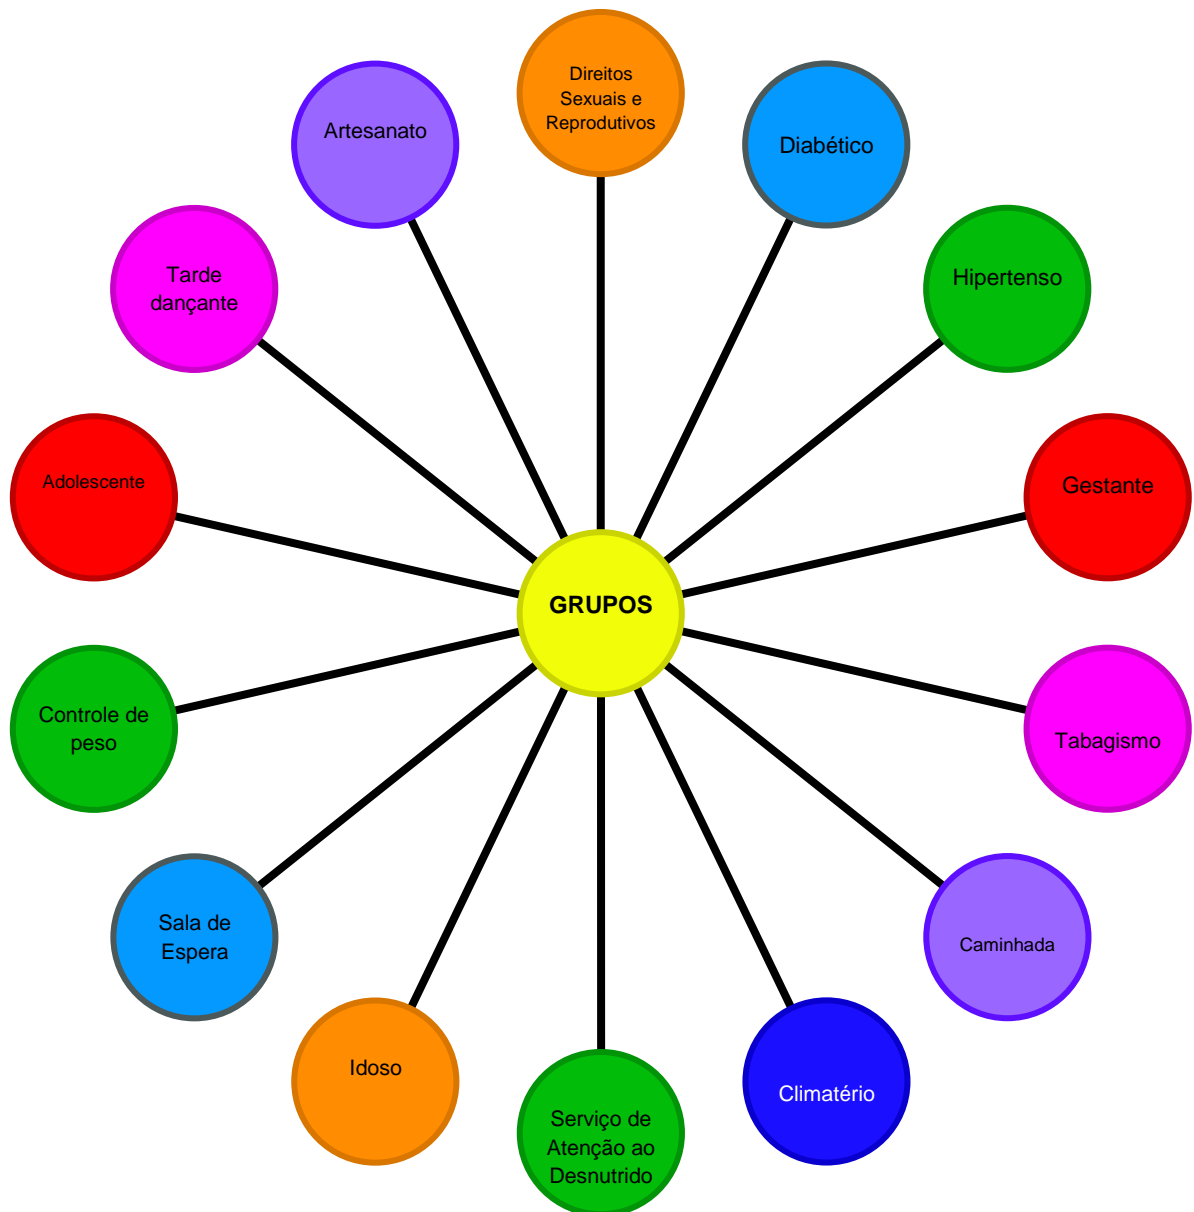 Direitos
Sexuais e
Reprodutivos
Artesanato
Diabético
Tarde
dançante
Hipertenso
Adolescente
Gestante
GRUPOS
Controle de
peso
Tabagismo
Sala de
Espera
Caminhada
Idoso
Climatério
Serviço de
Atenção ao
Desnutrido